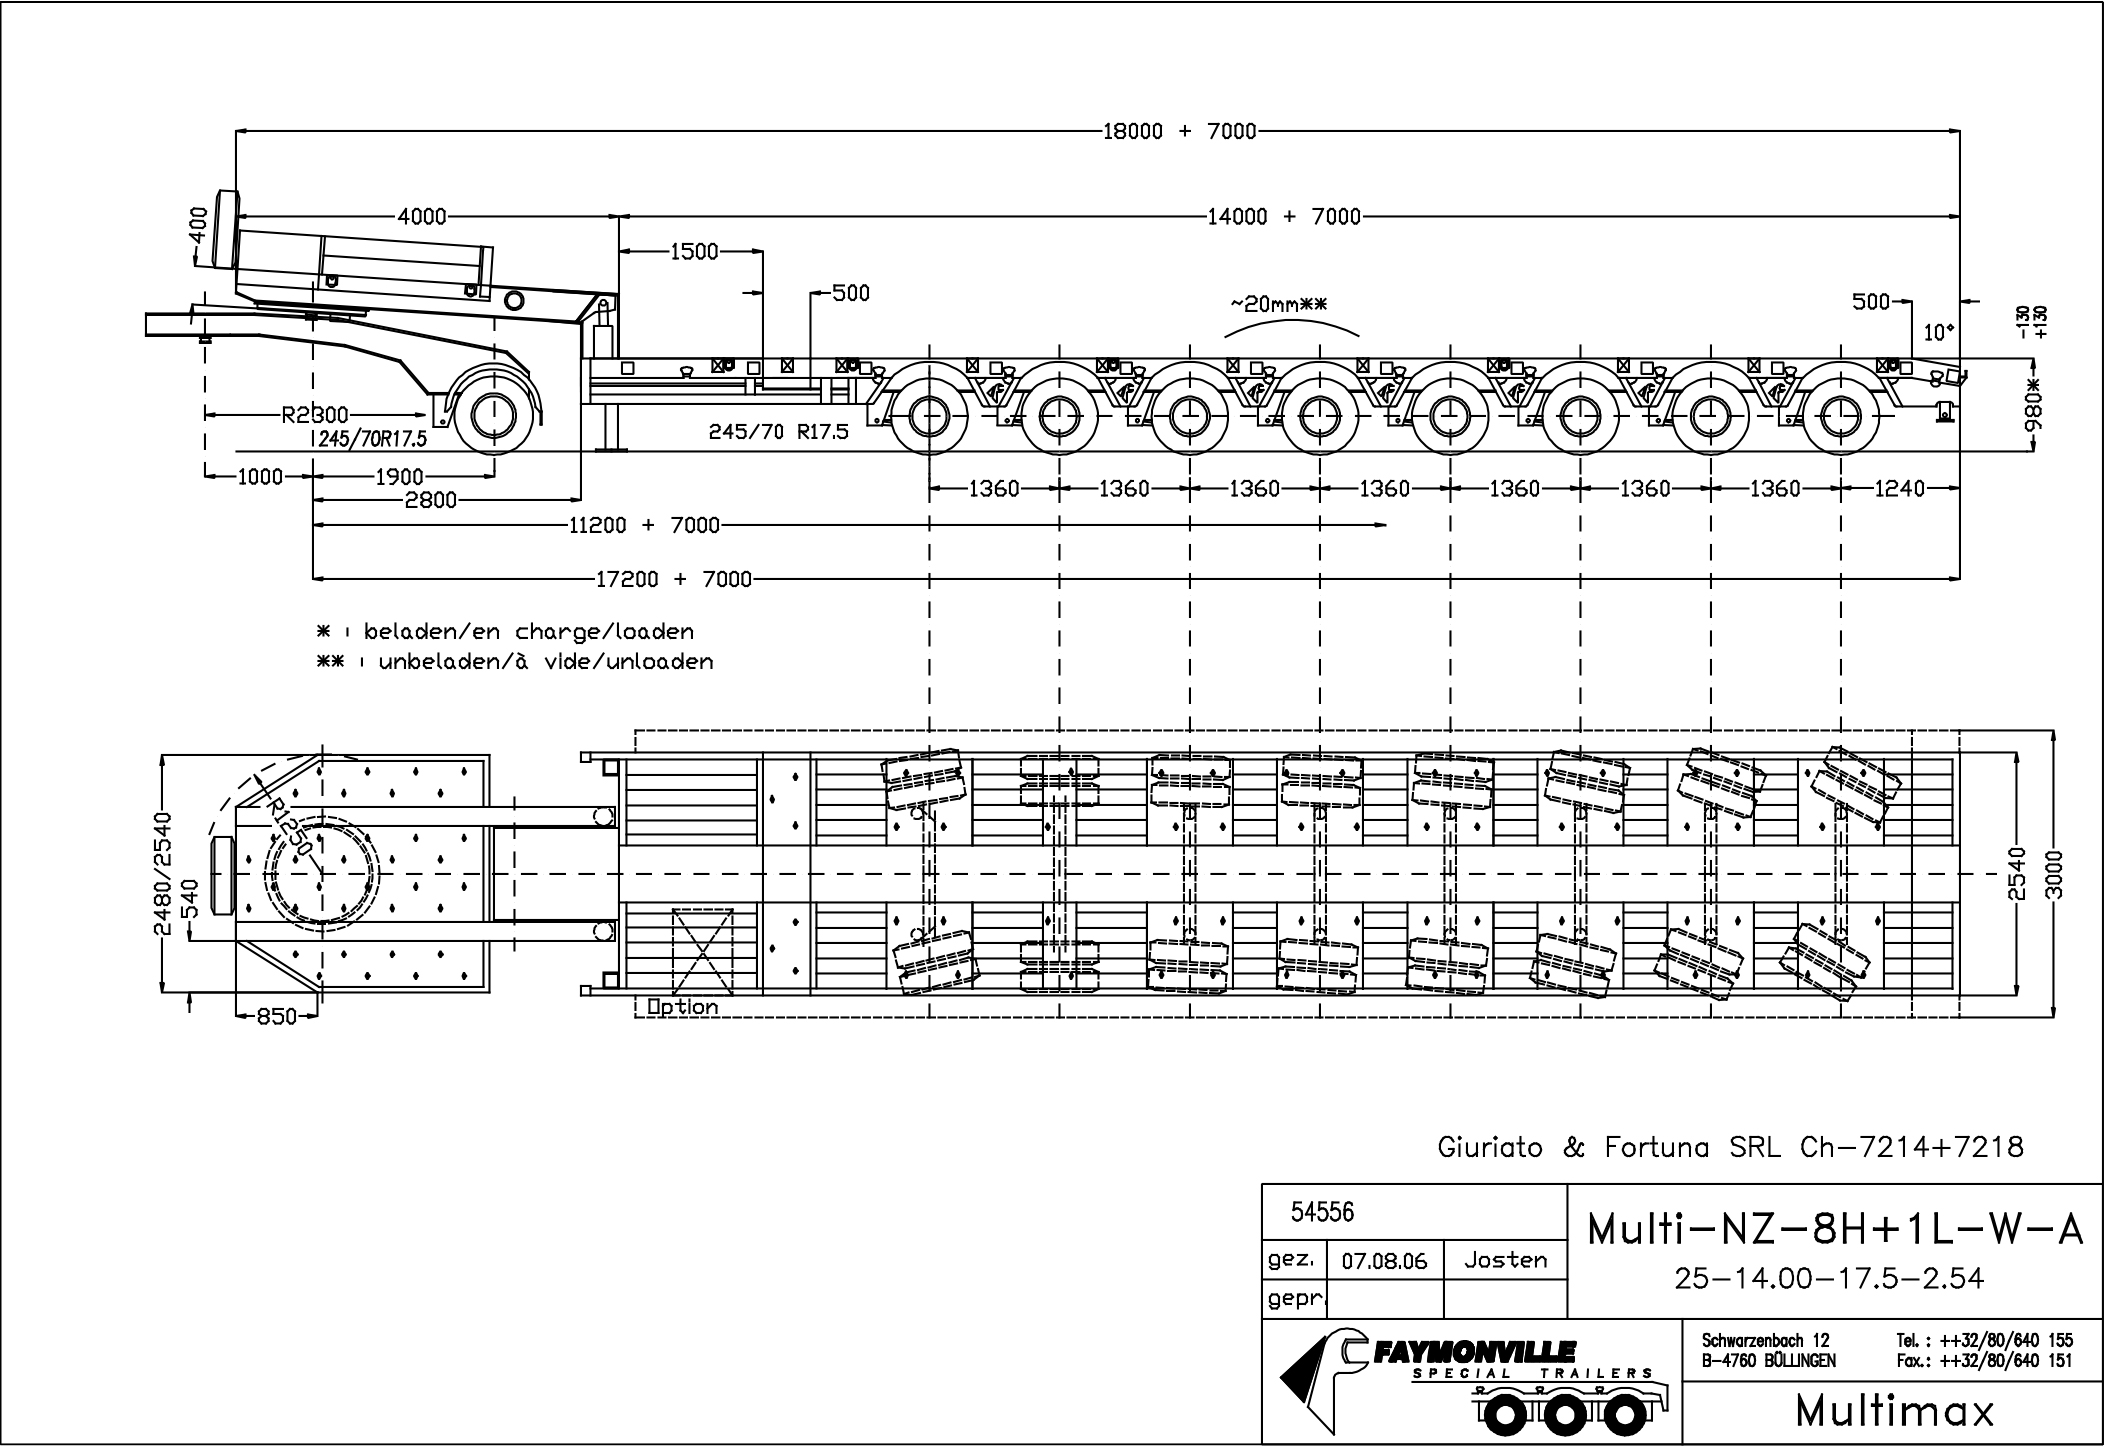 18000 + 7000
400
4000
14000 + 7000
1500
500
~20mm**
500
10°
-130
+130
980*
R2300
245/70R17.5
245/70 R17.5
1000
1900
2800
1360
1360
1360
1360
1360
1360
1360
1240
11200 + 7000
17200 + 7000
* : beladen/en charge/loaden
** : unbeladen/à vide/unloaden
2480/2540
540
R1250
850
Option
2540
3000
Giuriato & Fortuna SRL Ch-7214+7218
54556
gez. 07.08.06 Josten
gepr.
Multi-NZ-8H+1L-W-A
25-14.00-17.5-2.54
FAYMONVILLE
SPECIAL TRAILERS
Schwarzenbach 12 Tel. : ++32/80/640 155
B-4760 BÜLLINGEN Fax.: ++32/80/640 151
Multimax